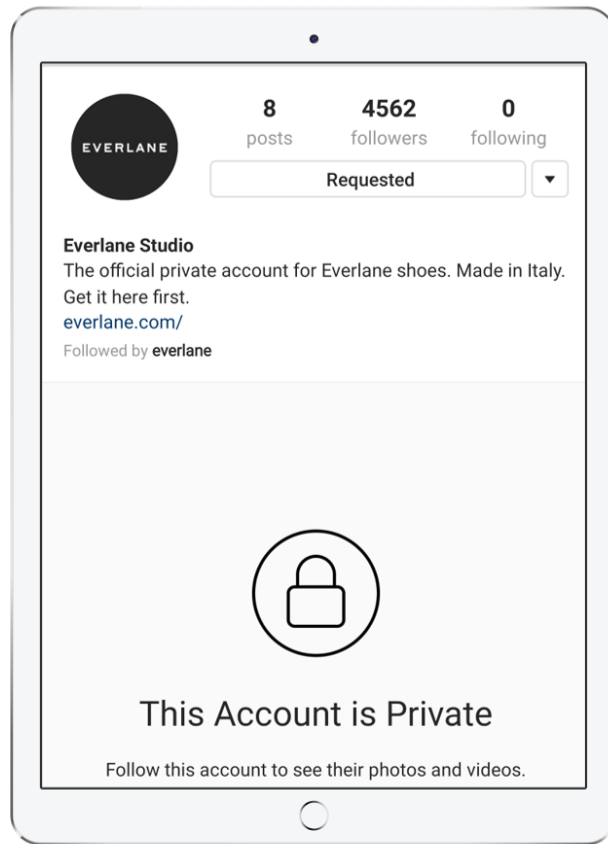 EVERLANE
8 4562 0
posts followers following
Requested
Everlane Studio
The official private account for Everlane shoes. Made in Italy.
Get it here first.
everlane.com/
Followed by everlane
This Account is Private
Follow this account to see their photos and videos.